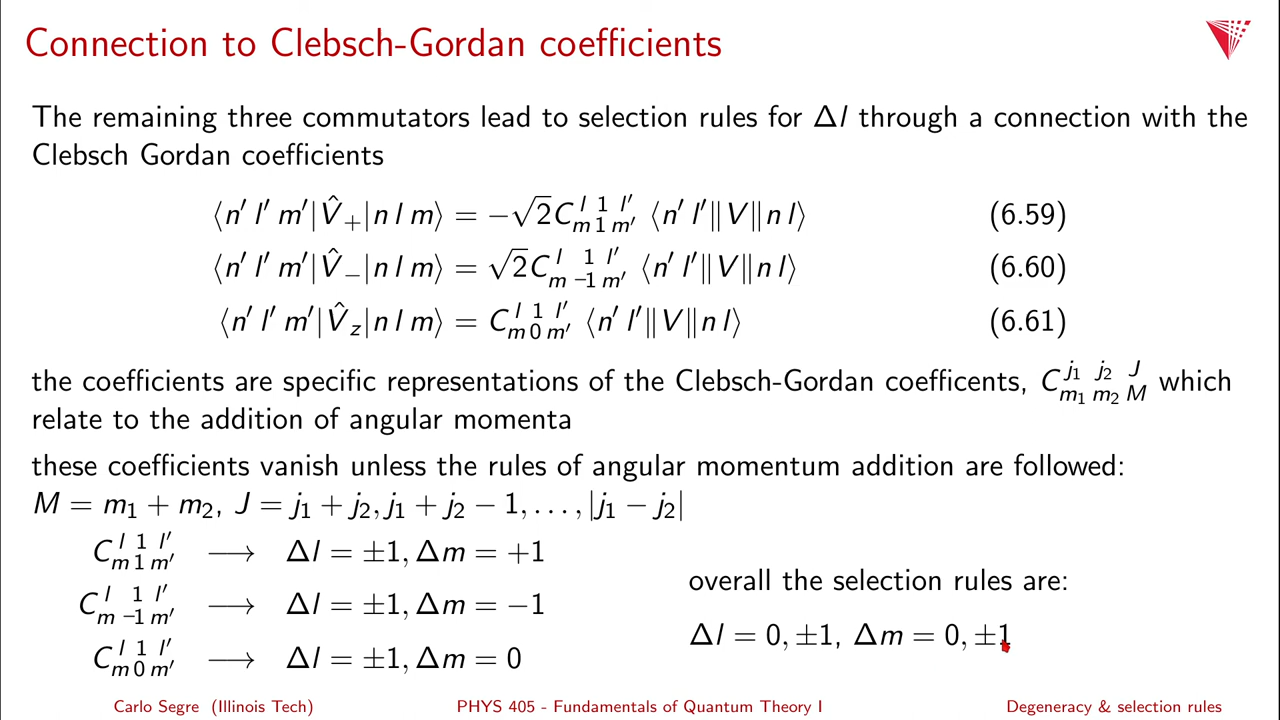 Connection to Clebsch-Gordan coefficients
The remaining three commutators lead to selection rules for Δl through a connection with the
Clebsch Gordan coefficients
⟨n′ l′ m′|V̂₊|n l m⟩ = −√2 C^{l 1 l′}_{m 1 m′} ⟨n′ l′‖V‖n l⟩ (6.59)
⟨n′ l′ m′|V̂₋|n l m⟩ = √2 C^{l 1 l′}_{m −1 m′} ⟨n′ l′‖V‖n l⟩ (6.60)
⟨n′ l′ m′|V̂_z|n l m⟩ = C^{l 1 l′}_{m 0 m′} ⟨n′ l′‖V‖n l⟩ (6.61)
the coefficients are specific representations of the Clebsch-Gordan coefficents, C^{j₁ j₂ J}_{m₁ m₂ M} which
relate to the addition of angular momenta
these coefficients vanish unless the rules of angular momentum addition are followed:
M = m₁ + m₂, J = j₁ + j₂, j₁ + j₂ − 1, . . . , |j₁ − j₂|
C^{l 1 l′}_{m 1 m′} ⟶ Δl = ±1, Δm = +1
C^{l 1 l′}_{m −1 m′} ⟶ Δl = ±1, Δm = −1
C^{l 1 l′}_{m 0 m′} ⟶ Δl = ±1, Δm = 0
overall the selection rules are:
Δl = 0, ±1, Δm = 0, ±1
Carlo Segre (Illinois Tech) PHYS 405 - Fundamentals of Quantum Theory I Degeneracy & selection rules